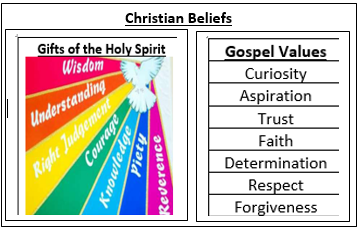 Christian Beliefs
Gifts of the Holy Spirit
Wisdom
Understanding
Right Judgement
Courage
Knowledge
Piety
Reverence
Gospel Values
Curiosity
Aspiration
Trust
Faith
Determination
Respect
Forgiveness